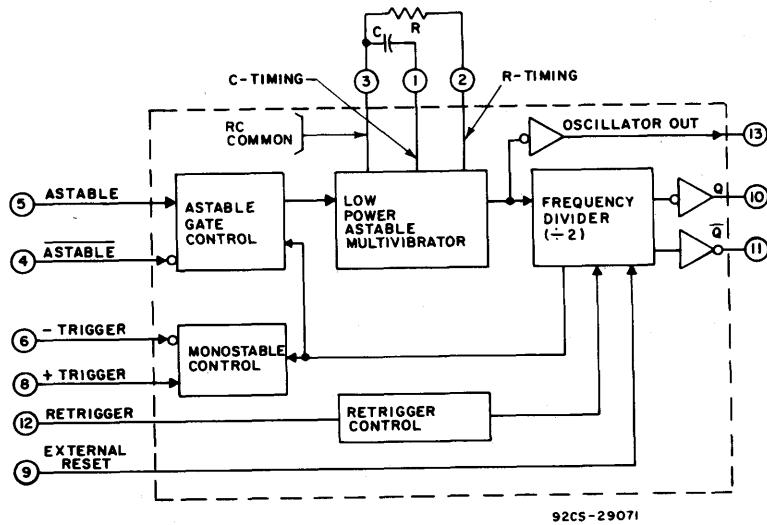 R
C
3
1
2
C-TIMING
R-TIMING
RC
COMMON
OSCILLATOR OUT
13
5
ASTABLE
ASTABLE
GATE
CONTROL
LOW
POWER
ASTABLE
MULTIVIBRATOR
FREQUENCY
DIVIDER
(÷2)
Q
10
4
A̅S̅T̅A̅B̅L̅E̅
Q̅
11
6
- TRIGGER
8
+ TRIGGER
MONOSTABLE
CONTROL
12
RETRIGGER
RETRIGGER
CONTROL
9
EXTERNAL
RESET
92CS-29071